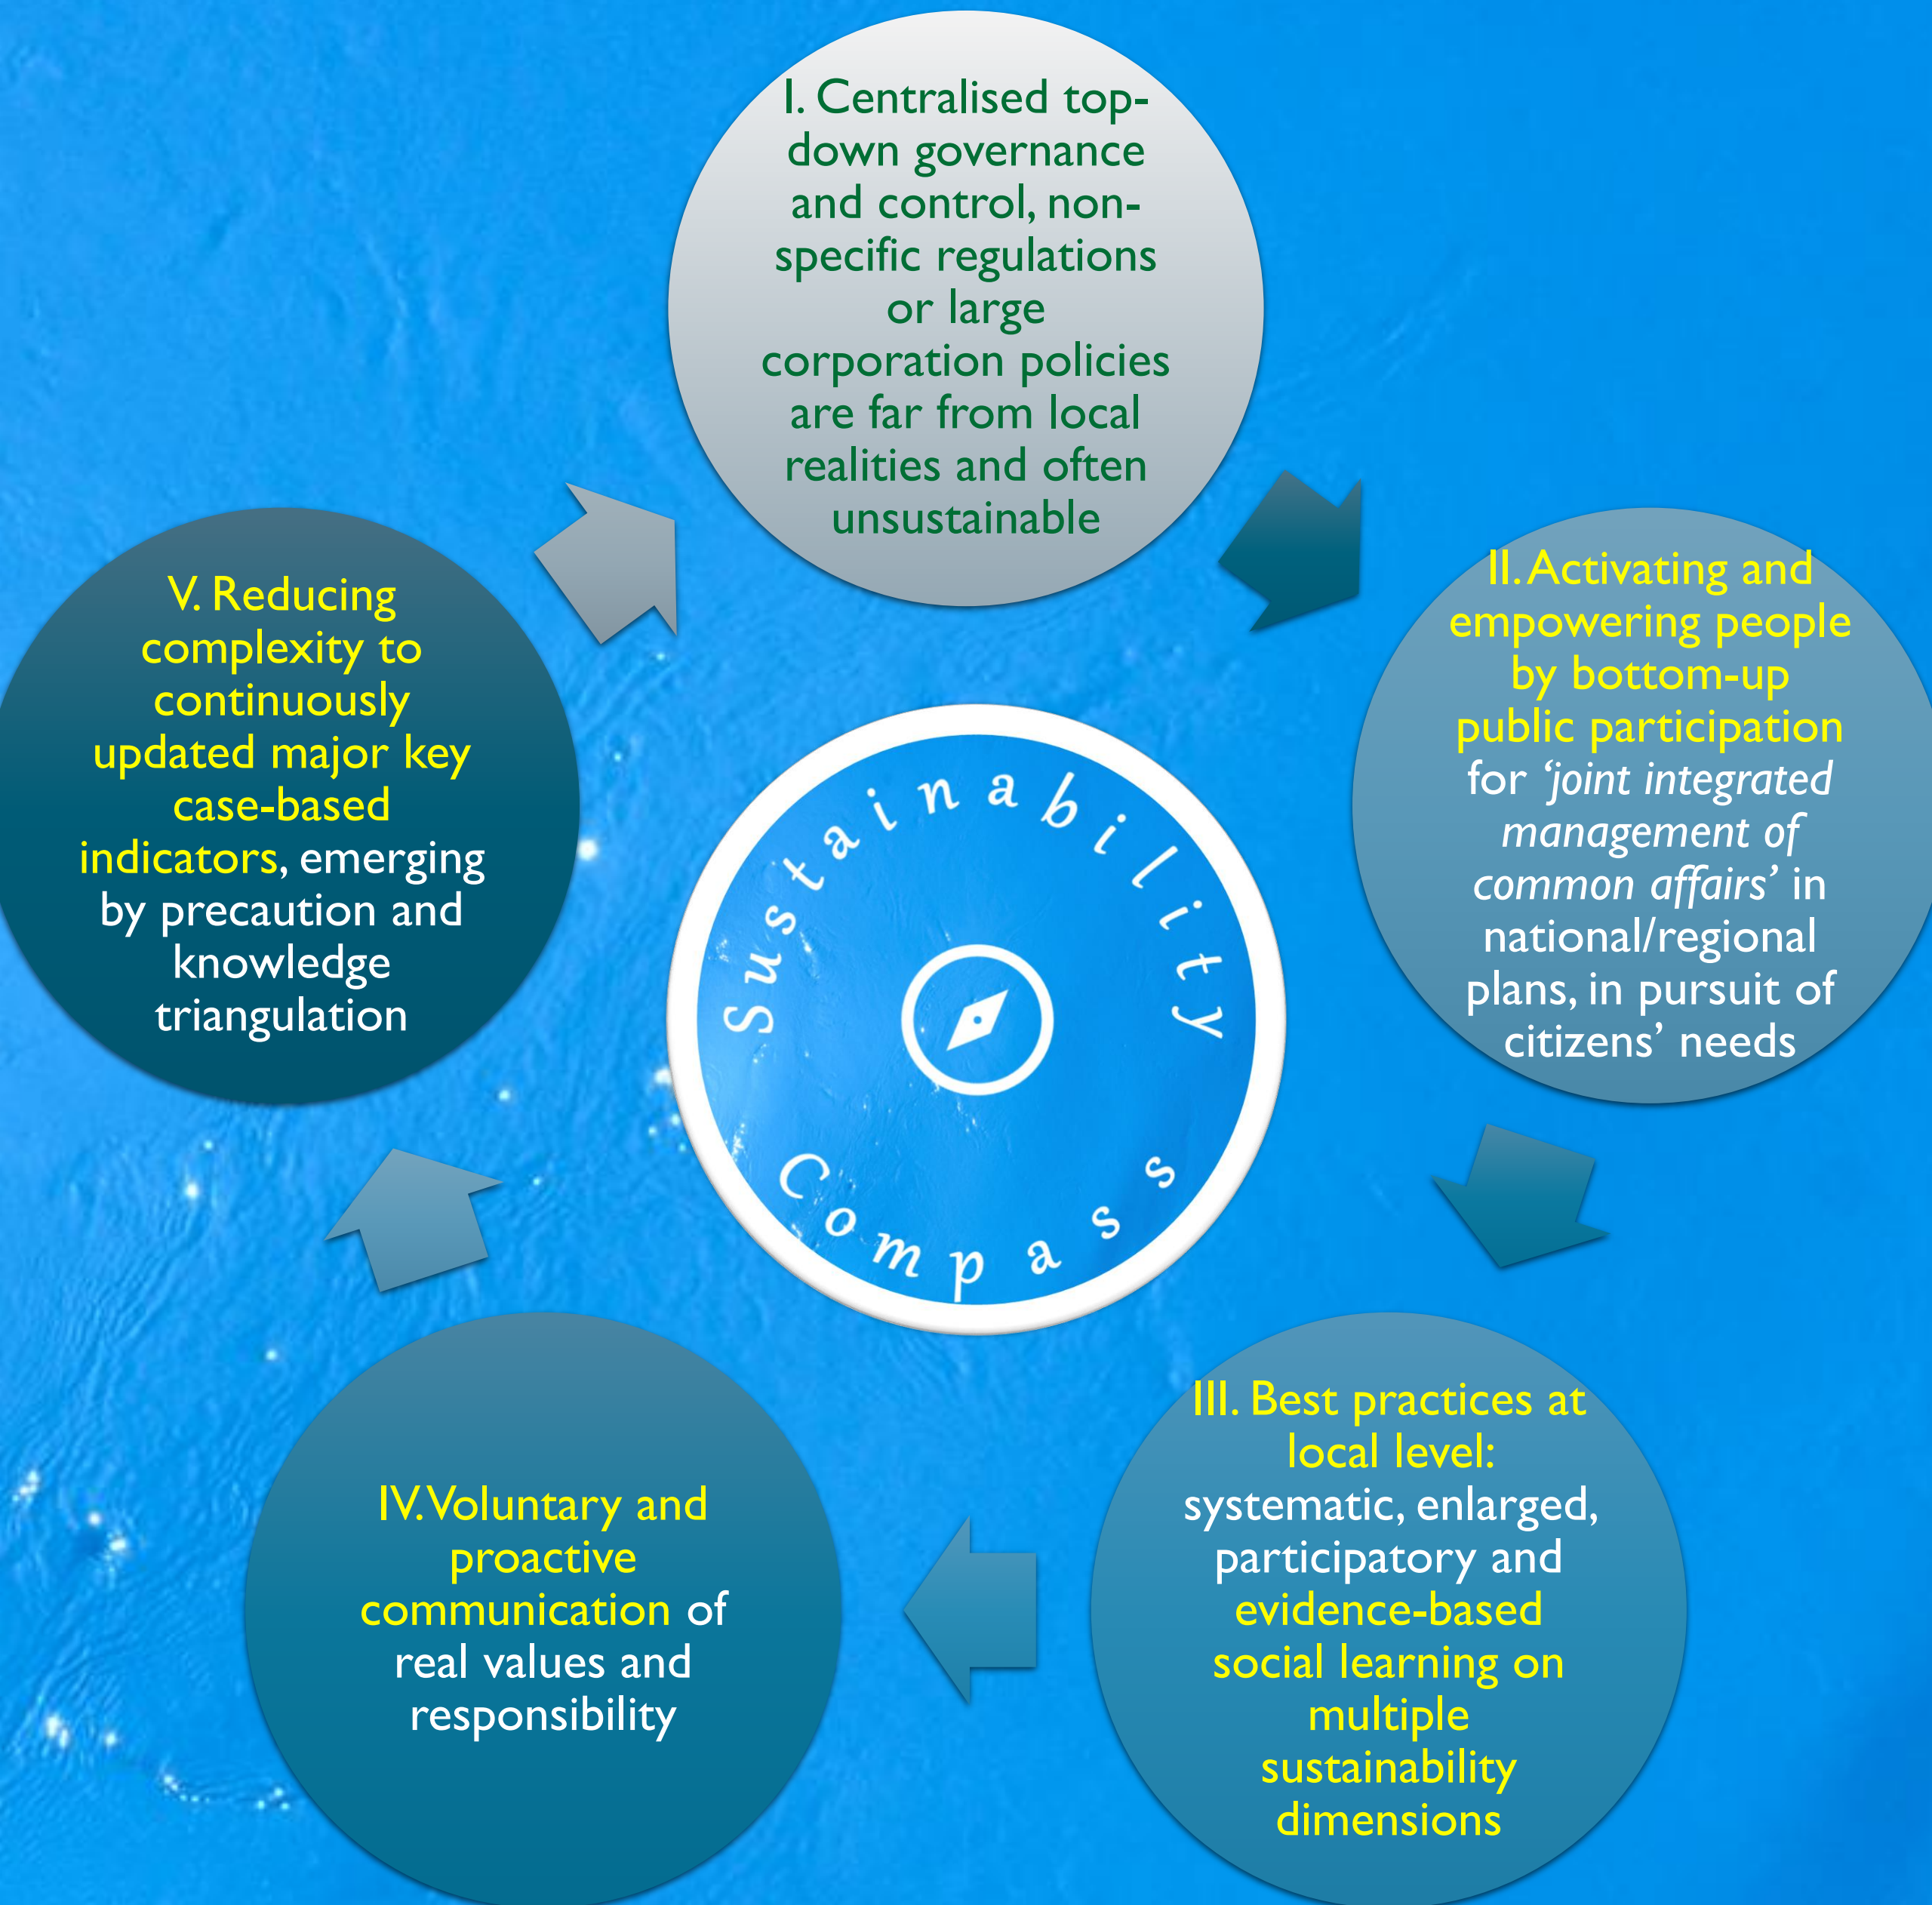 I. Centralised top-
down governance
and control, non-
specific regulations
or large
corporation policies
are far from local
realities and often
unsustainable
II. Activating and
empowering people
by bottom-up
public participation
for ‘joint integrated
management of
common affairs’ in
national/regional
plans, in pursuit of
citizens’ needs
III. Best practices at
local level:
systematic, enlarged,
participatory and
evidence-based
social learning on
multiple
sustainability
dimensions
IV. Voluntary and
proactive
communication of
real values and
responsibility
V. Reducing
complexity to
continuously
updated major key
case-based
indicators, emerging
by precaution and
knowledge
triangulation
Sustainability
Compass